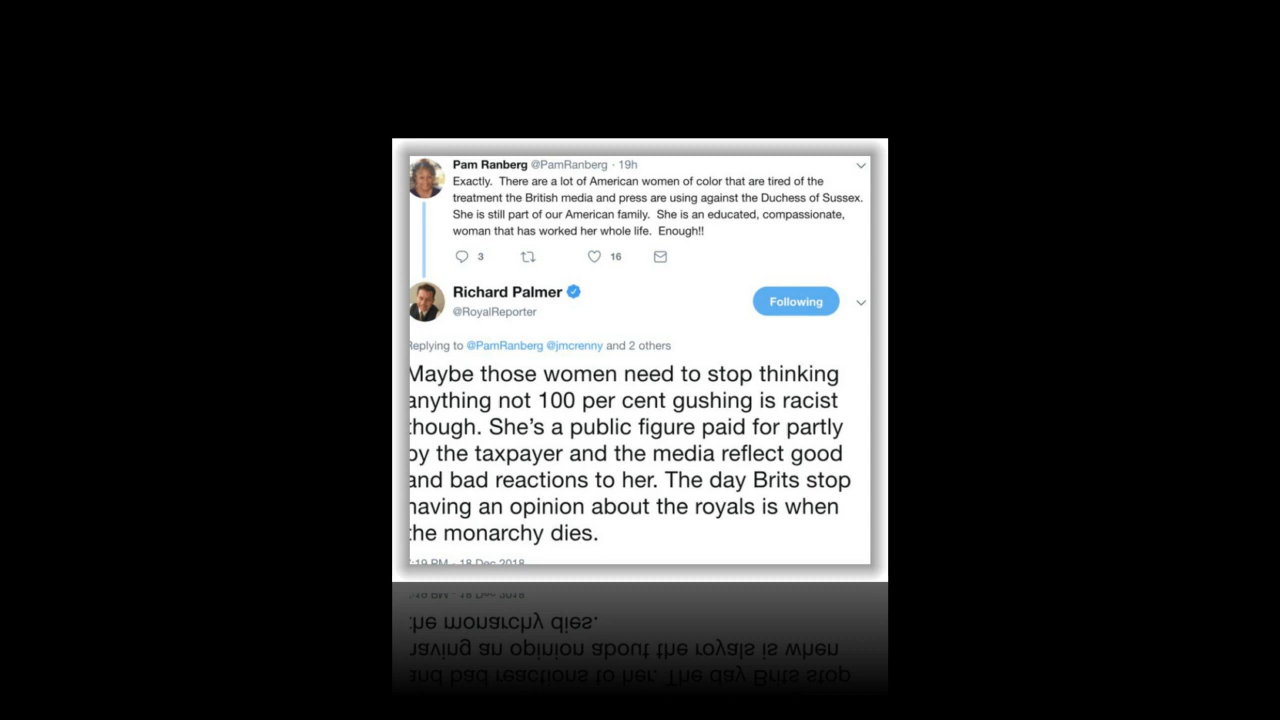 Pam Ranberg @PamRanberg · 19h
Exactly. There are a lot of American women of color that are tired of the
treatment the British media and press are using against the Duchess of Sussex.
She is still part of our American family. She is an educated, compassionate,
woman that has worked her whole life. Enough!!
3 16
Richard Palmer
@RoyalReporter
Following
Replying to @PamRanberg @jmcrenny and 2 others
Maybe those women need to stop thinking
anything not 100 per cent gushing is racist
though. She's a public figure paid for partly
by the taxpayer and the media reflect good
and bad reactions to her. The day Brits stop
having an opinion about the royals is when
the monarchy dies.
:19 PM - 18 Dec 2018